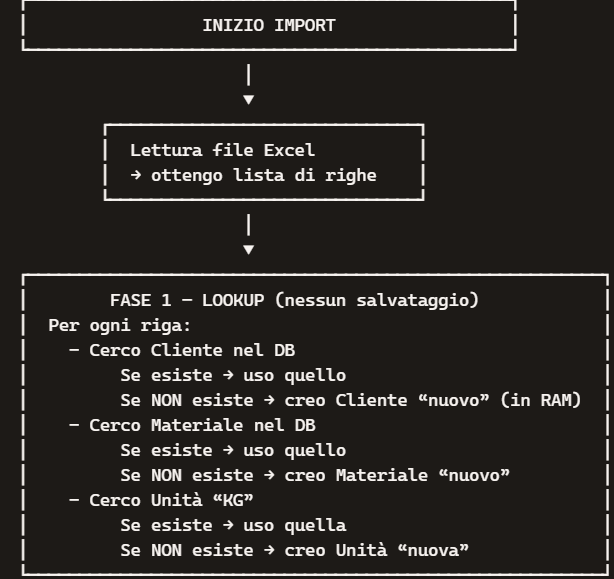 INIZIO IMPORT
Lettura file Excel
→ ottengo lista di righe
FASE 1 – LOOKUP (nessun salvataggio)
Per ogni riga:
– Cerco Cliente nel DB
Se esiste → uso quello
Se NON esiste → creo Cliente “nuovo” (in RAM)
– Cerco Materiale nel DB
Se esiste → uso quello
Se NON esiste → creo Materiale “nuovo”
– Cerco Unità “KG”
Se esiste → uso quella
Se NON esiste → creo Unità “nuova”